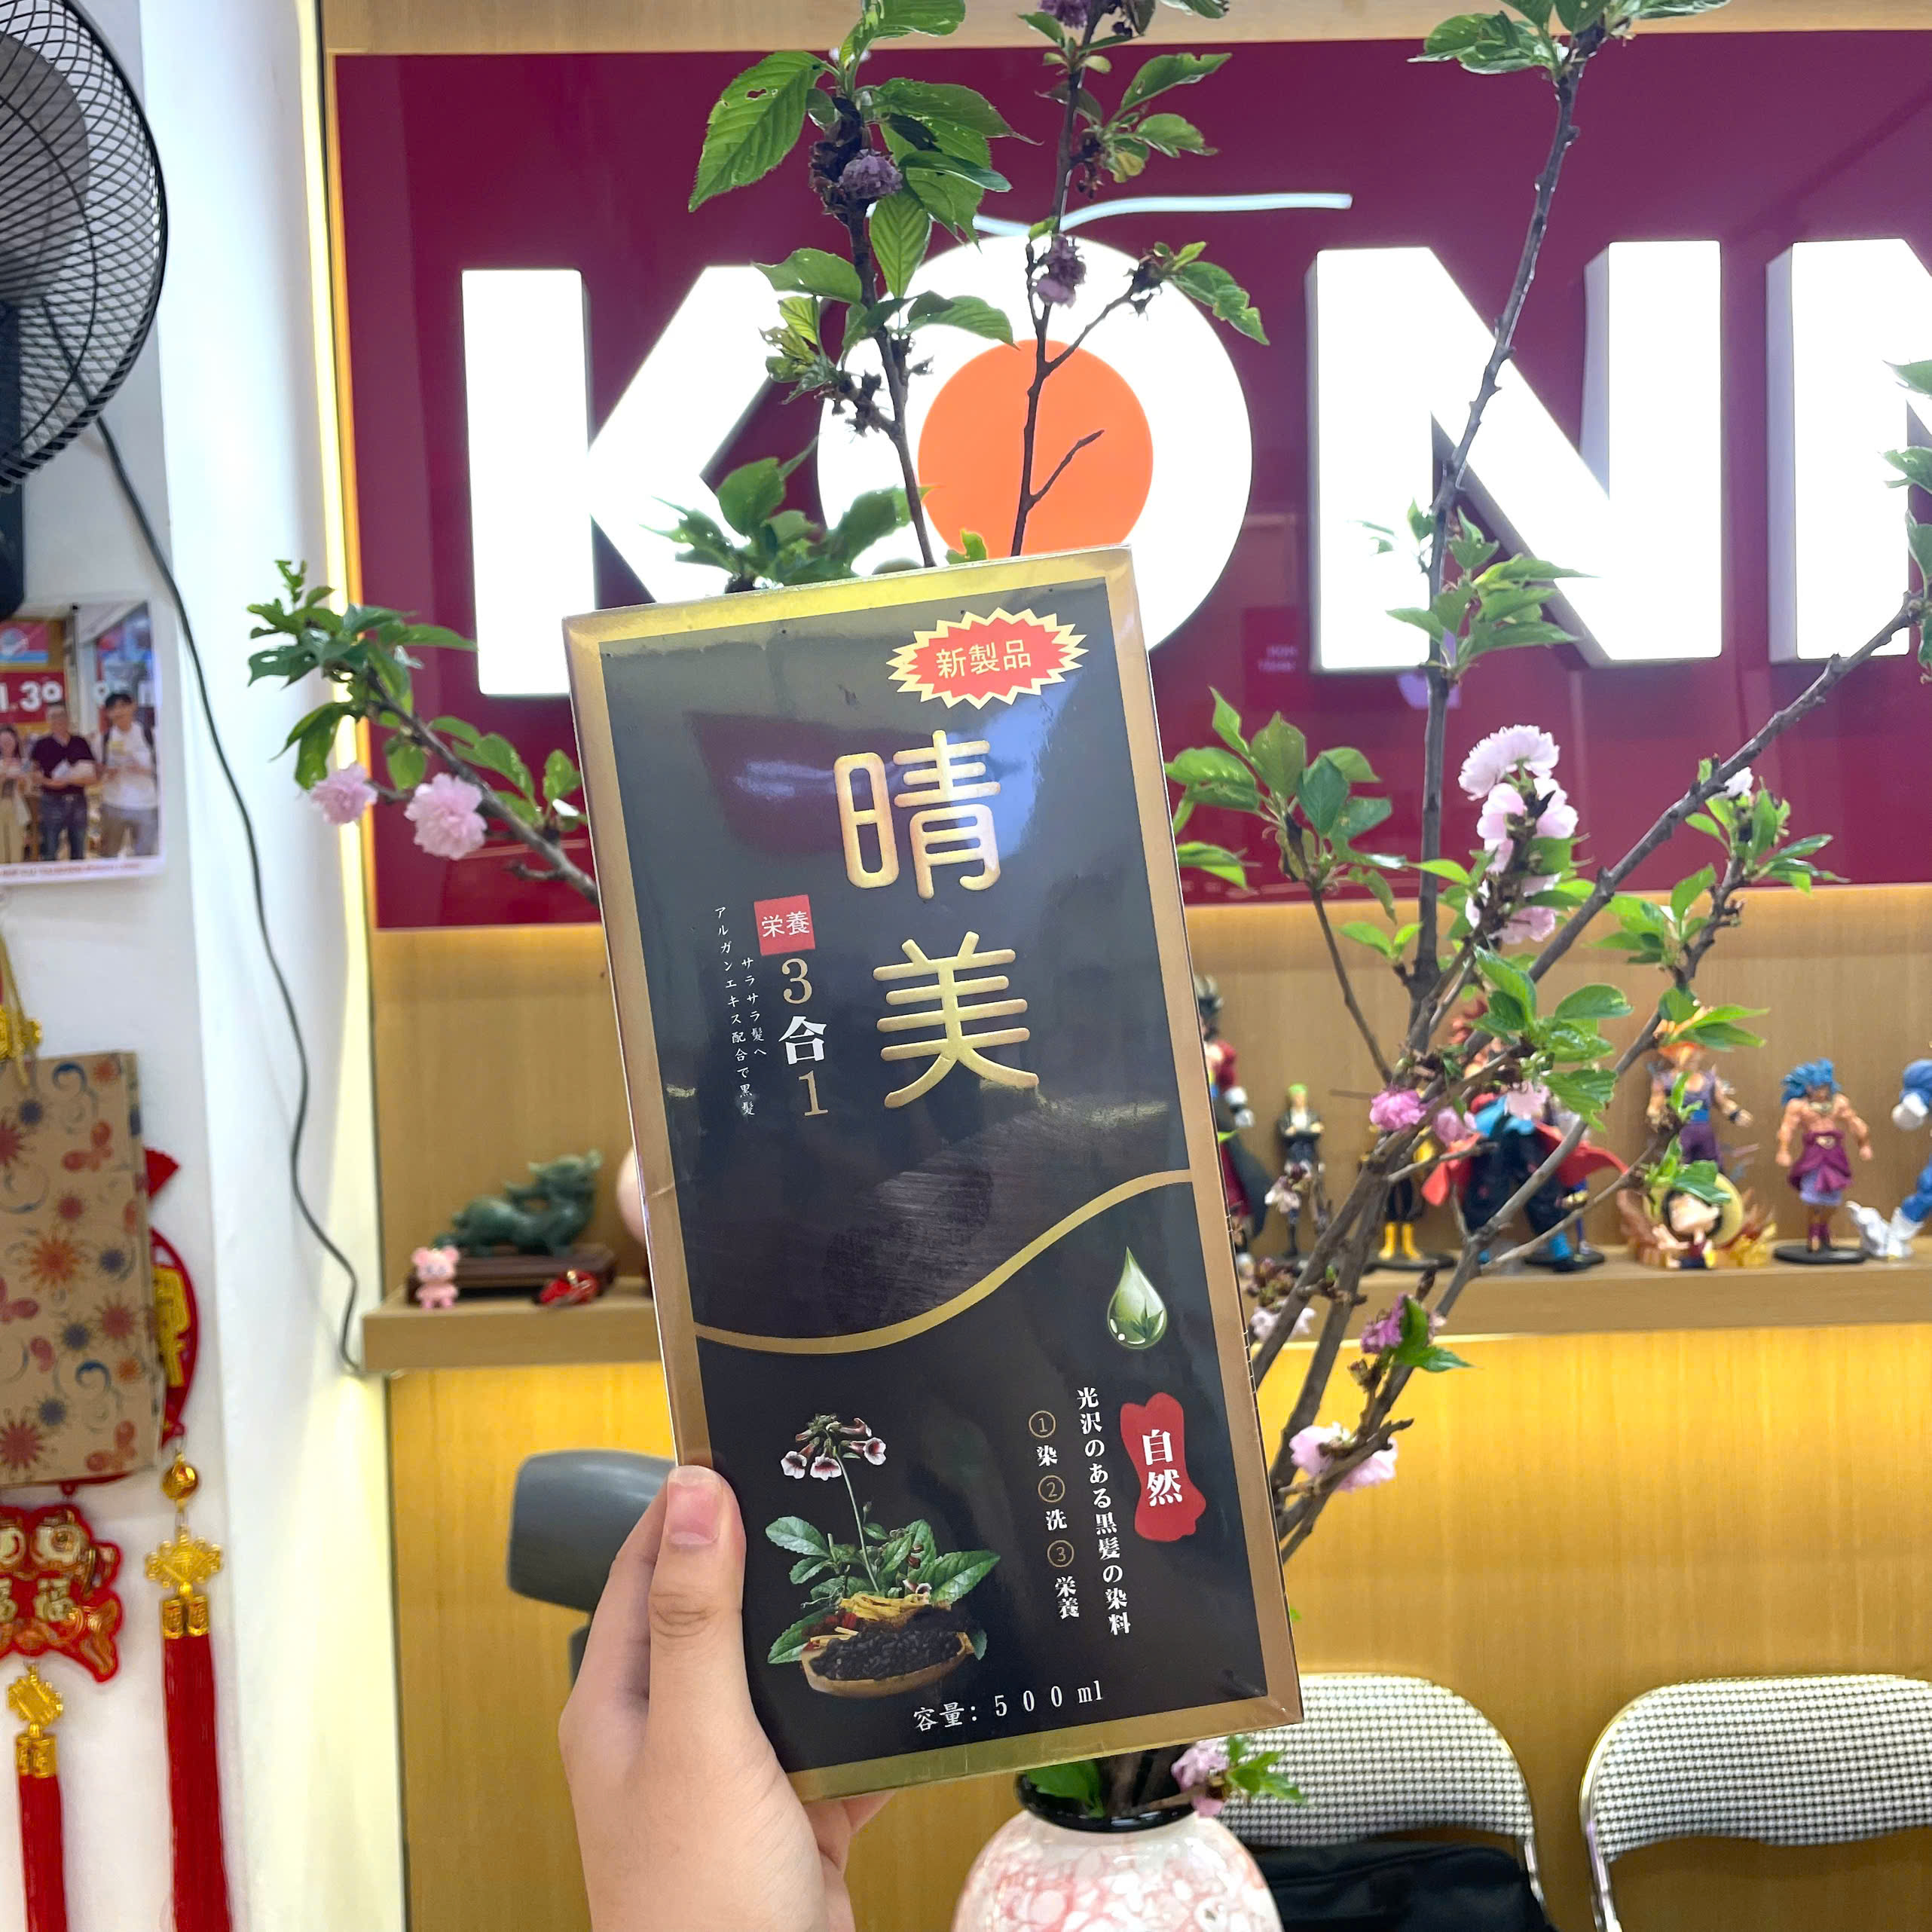 KONN
新製品
晴美
栄養
3合1
サラサラ髪へ
アルガンエキス配合で黒髪
自然
光沢のある黒髪の染料
①染②洗③栄養
容量: 500ml